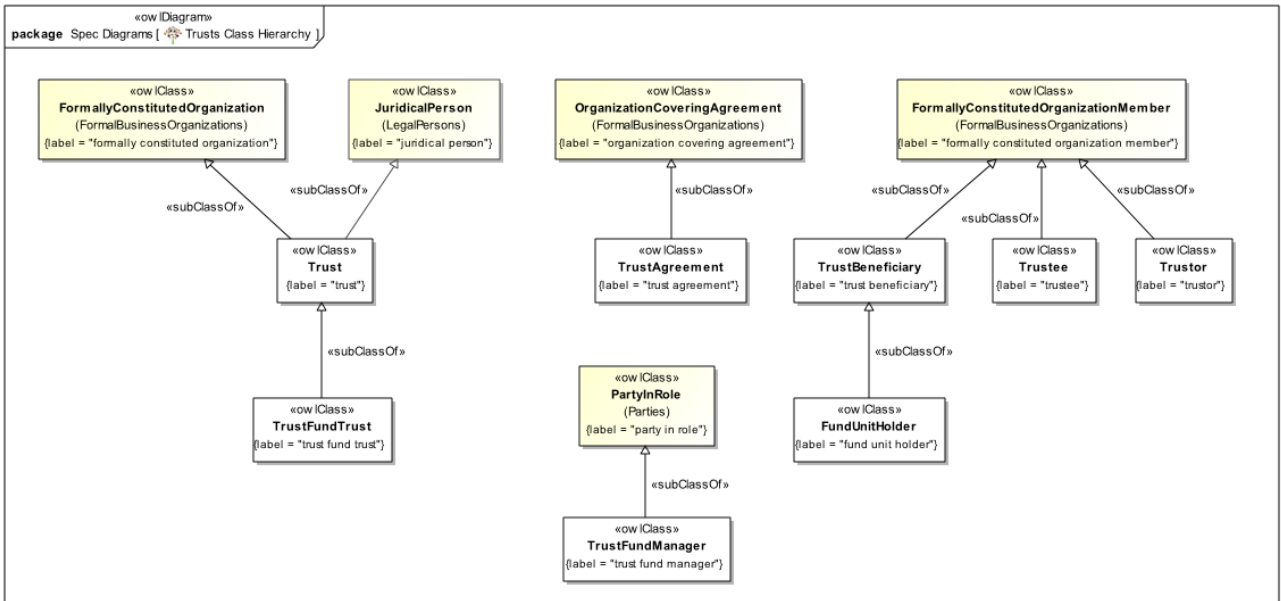 «owlDiagram»
package Spec Diagrams [ Trusts Class Hierarchy ]
«owlClass»
FormallyConstitutedOrganization
(FormalBusinessOrganizations)
{label = "formally constituted organization"}
«owlClass»
JuridicalPerson
(LegalPersons)
{label = "juridical person"}
«owlClass»
OrganizationCoveringAgreement
(FormalBusinessOrganizations)
{label = "organization covering agreement"}
«owlClass»
FormallyConstitutedOrganizationMember
(FormalBusinessOrganizations)
{label = "formally constituted organization member"}
«subClassOf»
«subClassOf»
«subClassOf»
«subClassOf»
«subClassOf»
«subClassOf»
«owlClass»
Trust
{label = "trust"}
«owlClass»
TrustAgreement
{label = "trust agreement"}
«owlClass»
TrustBeneficiary
{label = "trust beneficiary"}
«owlClass»
Trustee
{label = "trustee"}
«owlClass»
Trustor
{label = "trustor"}
«subClassOf»
«subClassOf»
«owlClass»
PartyInRole
(Parties)
{label = "party in role"}
«owlClass»
TrustFundTrust
{label = "trust fund trust"}
«owlClass»
FundUnitHolder
{label = "fund unit holder"}
«subClassOf»
«owlClass»
TrustFundManager
{label = "trust fund manager"}